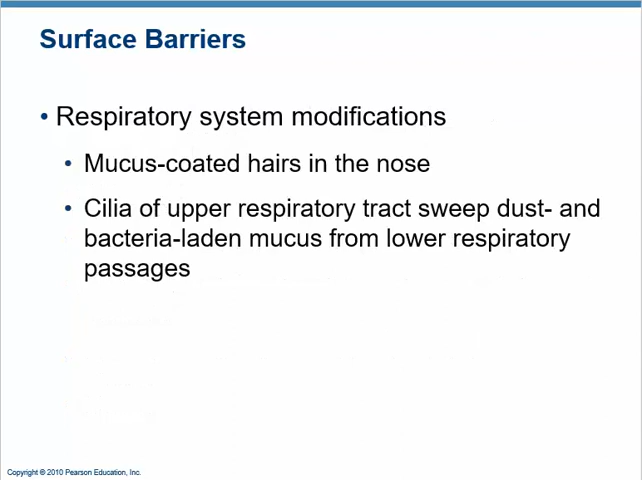 Surface Barriers
• Respiratory system modifications
• Mucus-coated hairs in the nose
• Cilia of upper respiratory tract sweep dust- and
bacteria-laden mucus from lower respiratory
passages
Copyright © 2010 Pearson Education, Inc.